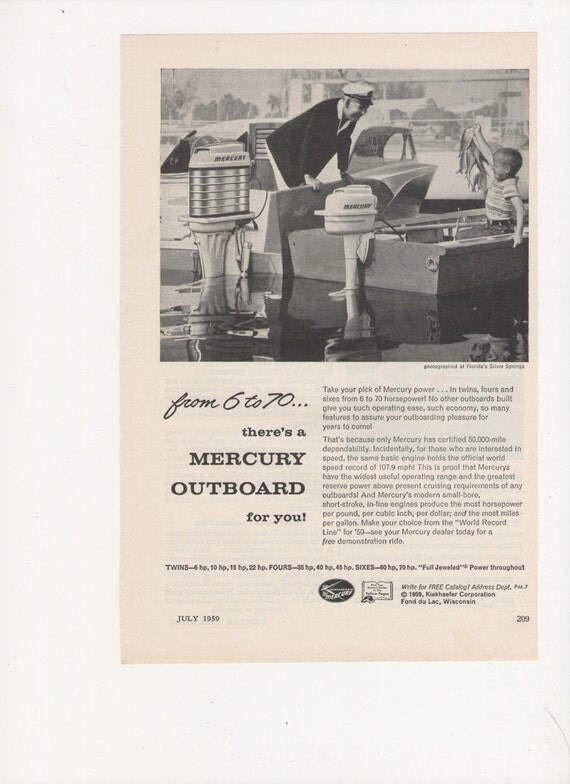 MERCURY
MERCURY
photographed at Florida's Silver Springs
from 6 to 70...
there's a
MERCURY
OUTBOARD
for you!
Take your pick of Mercury power . . . in twins, fours and
sixes from 6 to 70 horsepower! No other outboards built
give you such operating ease, such economy, so many
features to assure your outboarding pleasure for
years to come!
That's because only Mercury has certified 50,000-mile
dependability. Incidentally, for those who are interested in
speed, the same basic engine holds the official world
speed record of 107.9 mph! This is proof that Mercurys
have the widest useful operating range and the greatest
reserve power above present cruising requirements of any
outboards! And Mercury's modern small-bore,
short-stroke, in-line engines produce the most horsepower
per pound, per cubic inch, per dollar; and the most miles
per gallon. Make your choice from the "World Record
Line" for '59—see your Mercury dealer today for a
free demonstration ride.
TWINS—6 hp, 10 hp, 15 hp, 22 hp. FOURS—35 hp, 40 hp, 45 hp. SIXES—60 hp, 70 hp. "Full Jeweled"® Power throughout
MERCURY
Yellow Pages
Write for FREE Catalog! Address Dept. PM-7
© 1959, Kiekhaefer Corporation
Fond du Lac, Wisconsin
JULY 1959
209